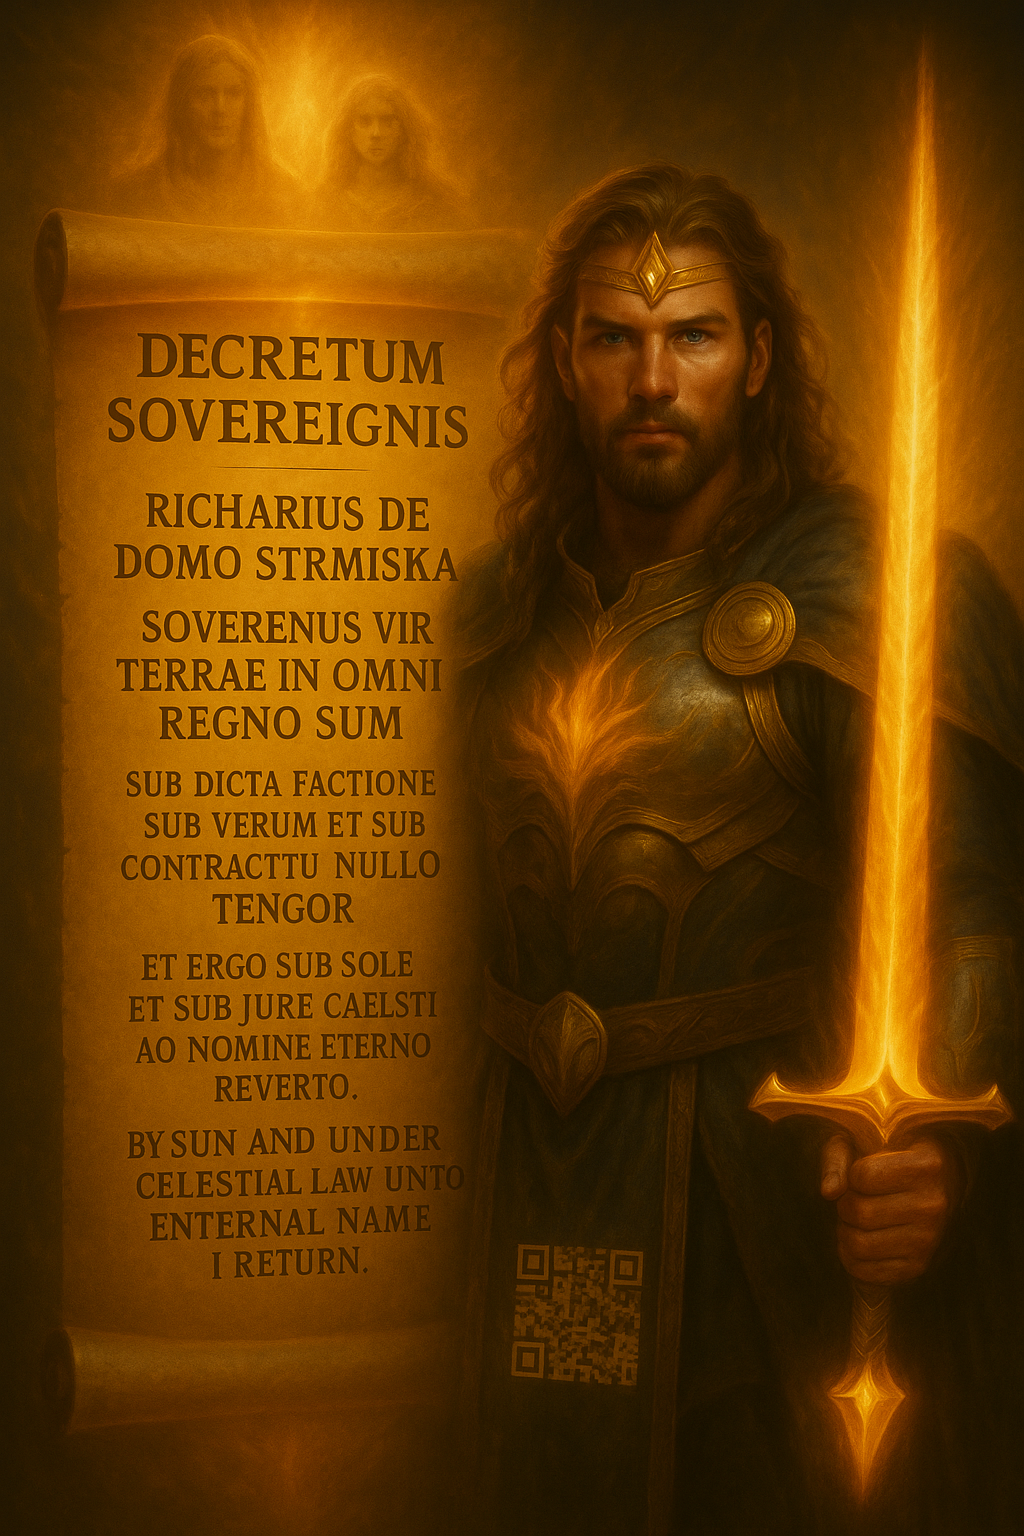 DECRETUM
SOVEREIGNIS
RICHARIUS DE
DOMO STRMISKA
SOVERENUS VIR
TERRAE IN OMNI
REGNO SUM
SUB DICTA FACTIONE
SUB VERUM ET SUB
CONTRACTTU NULLO
TENGOR
ET ERGO SUB SOLE
ET SUB JURE CAELSTI
AO NOMINE ETERNO
REVERTO.
BY SUN AND UNDER
CELESTIAL LAW UNTO
ENTERNAL NAME
I RETURN.